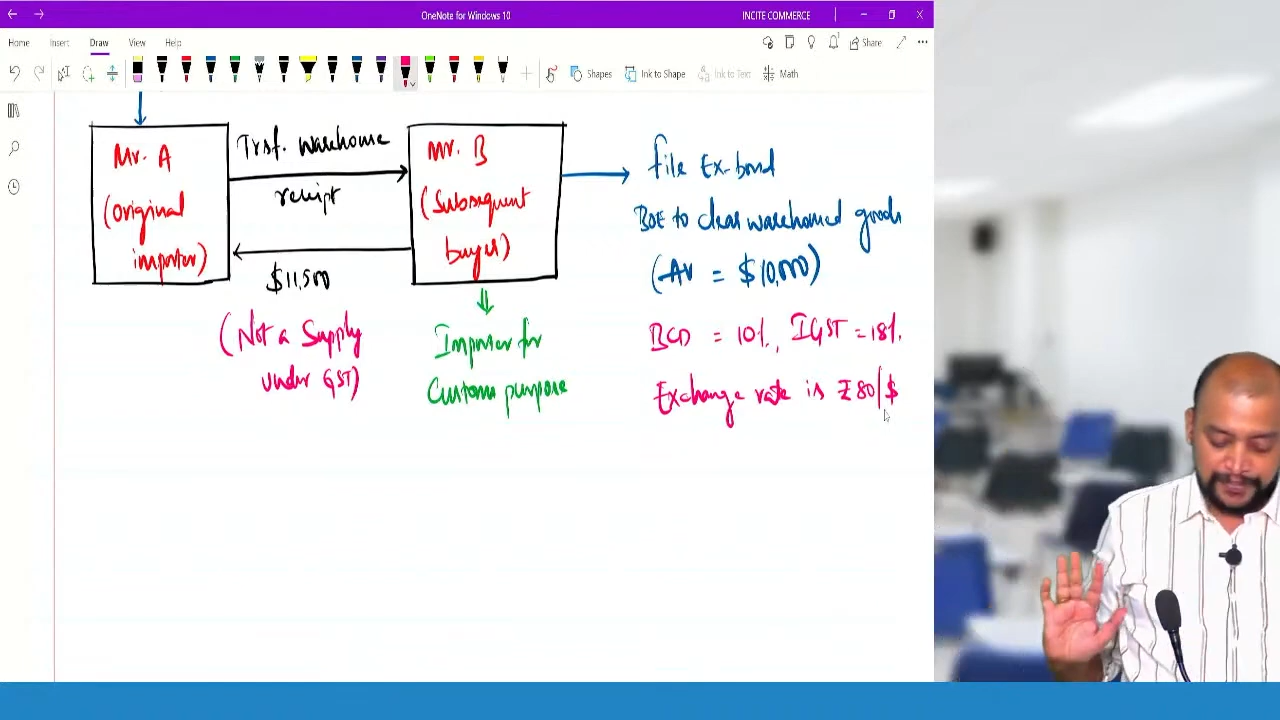 OneNote for Windows 10
INCITE COMMERCE
Home Insert Draw View Help
Share
Shapes
Ink to Shape
Ink to Text
Math
Mr. A
(original
importer)
Trsf. warehouse
receipt
$11,500
(Not a Supply
under GST)
Mr. B
(Subsequent
buyer)
Importer for
Custom purpose
file Ex-bond
BOE to clear warehoused goods
(AV = $10,000)
BCD = 10%, IGST = 18%.
Exchange rate is ₹80/$